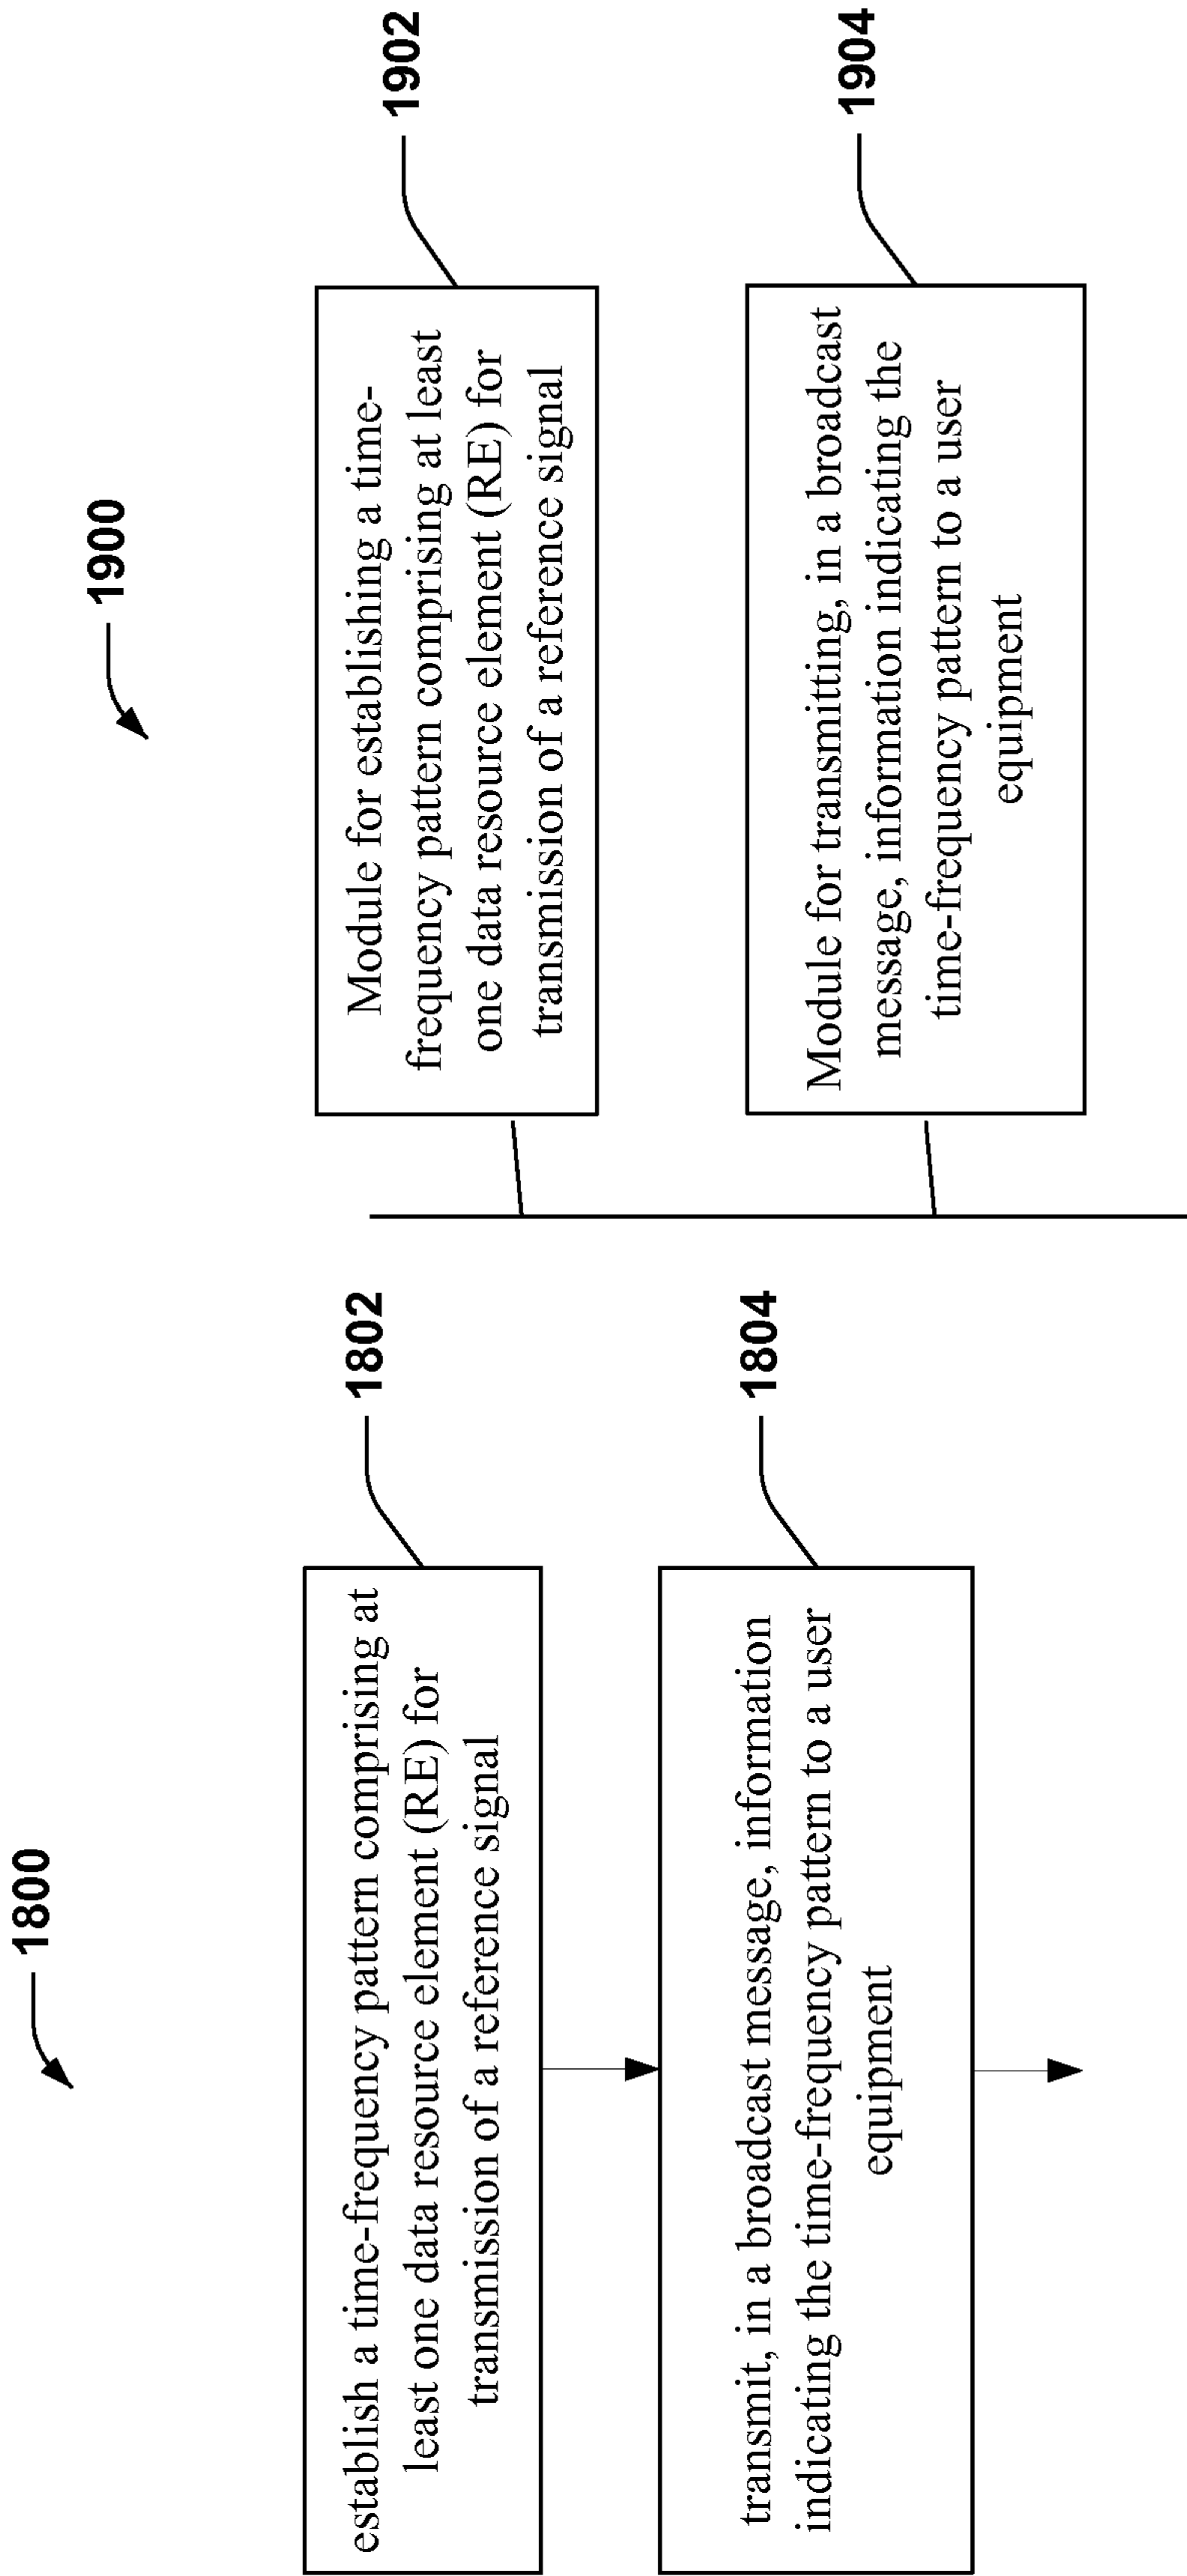 1800
establish a time-frequency pattern comprising at
least one data resource element (RE) for
transmission of a reference signal
1802
transmit, in a broadcast message, information
indicating the time-frequency pattern to a user
equipment
1804
1900
Module for establishing a time-
frequency pattern comprising at least
one data resource element (RE) for
transmission of a reference signal
1902
Module for transmitting, in a broadcast
message, information indicating the
time-frequency pattern to a user
equipment
1904